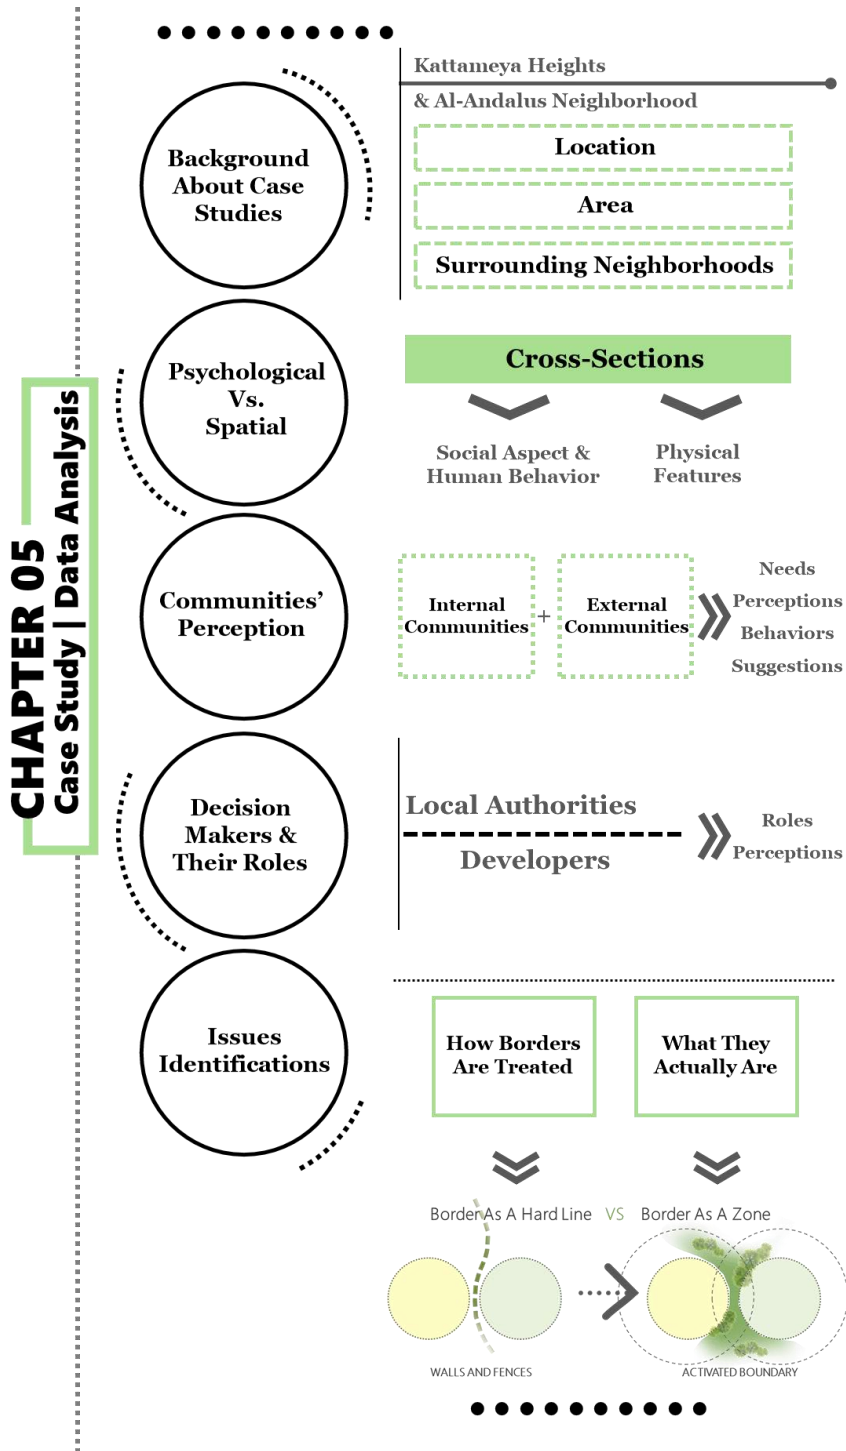 CHAPTER 05
Case Study | Data Analysis
Background
About Case
Studies
Kattameya Heights
& Al-Andalus Neighborhood
Location
Area
Surrounding Neighborhoods
Psychological
Vs.
Spatial
Cross-Sections
Social Aspect &
Human Behavior
Physical
Features
Communities’
Perception
Internal
Communities
+
External
Communities
Needs
Perceptions
Behaviors
Suggestions
Decision
Makers &
Their Roles
Local Authorities
Developers
Roles
Perceptions
Issues
Identifications
How Borders
Are Treated
What They
Actually Are
Border As A Hard Line VS Border As A Zone
WALLS AND FENCES
ACTIVATED BOUNDARY